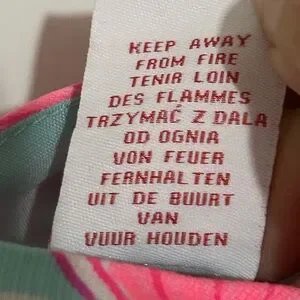 KEEP AWAY
FROM FIRE
TENIR LOIN
DES FLAMMES
TRZYMAĆ Z DALA
OD OGNIA
VON FEUER
FERNHALTEN
UIT DE BUURT
VAN
VUUR HOUDEN